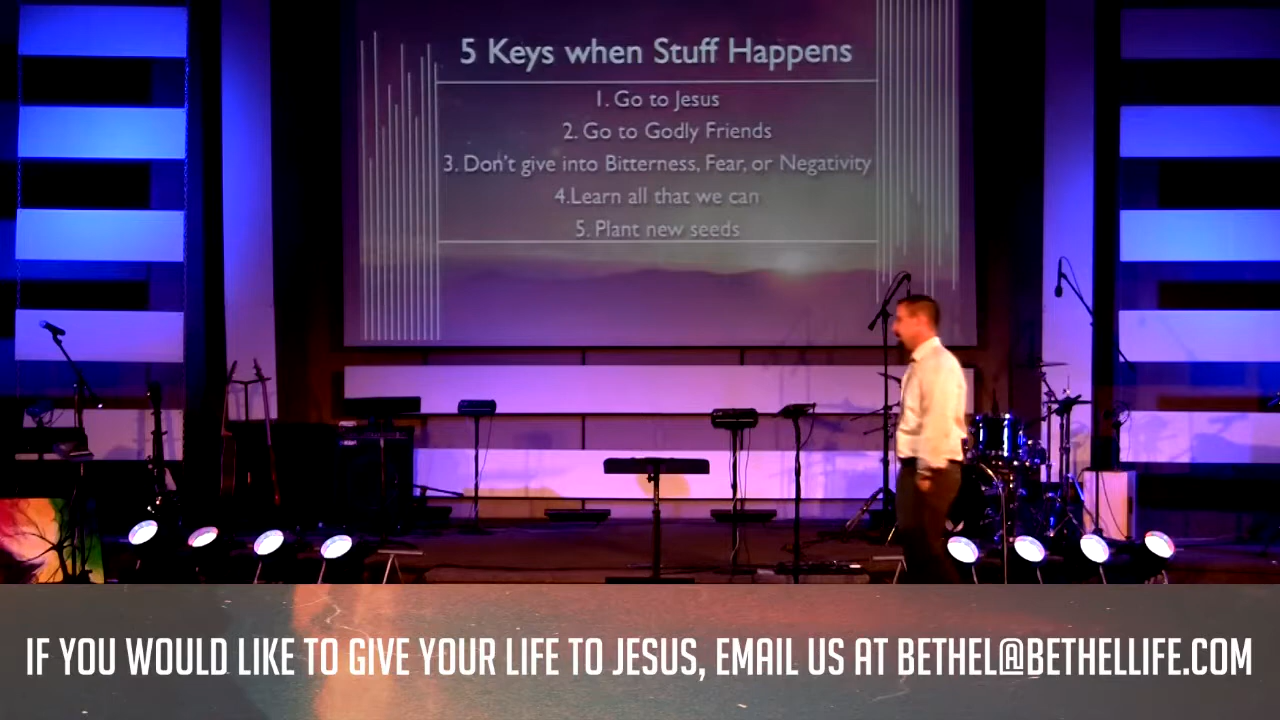 5 Keys when Stuff Happens
1. Go to Jesus
2. Go to Godly Friends
3. Don't give into Bitterness, Fear, or Negativity
4.Learn all that we can
5. Plant new seeds
IF YOU WOULD LIKE TO GIVE YOUR LIFE TO JESUS, EMAIL US AT BETHEL@BETHELLIFE.COM